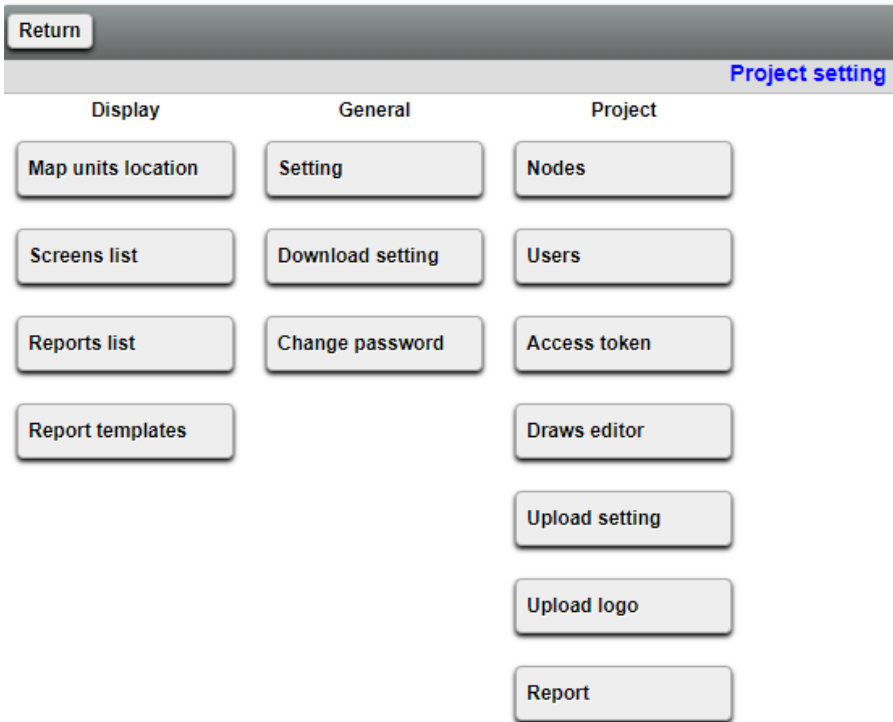 Return
Project setting
Display General Project
Map units location Setting Nodes
Screens list Download setting Users
Reports list Change password Access token
Report templates Draws editor
Upload setting
Upload logo
Report